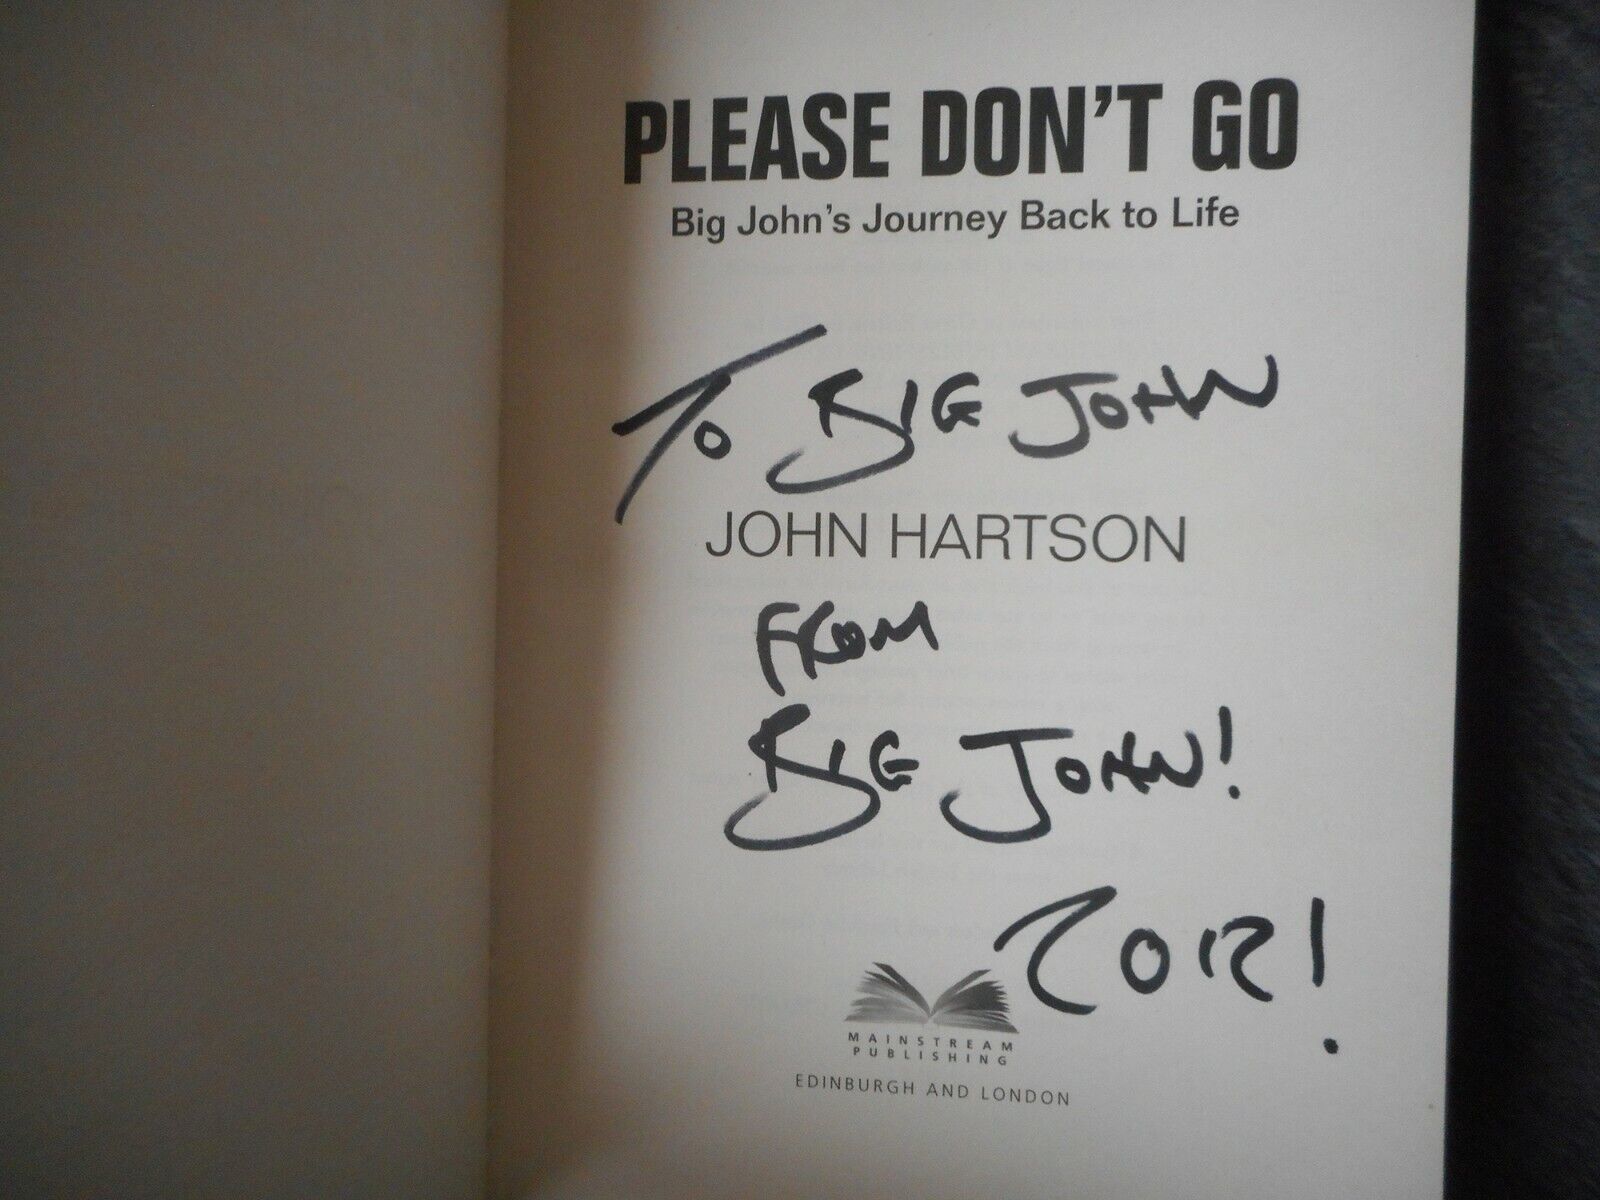 PLEASE DON'T GO
Big John's Journey Back to Life
To BIG JOHN
JOHN HARTSON
FROM
BIG JOHN!
2012!
MAINSTREAM
PUBLISHING
EDINBURGH AND LONDON